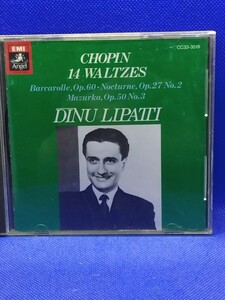 EMI
Angel
CC33-3519
CHOPIN
14 WALTZES
Barcarolle, Op.60 · Nocturne, Op.27 No.2
Mazurka, Op.50 No.3
DINU LIPATTI